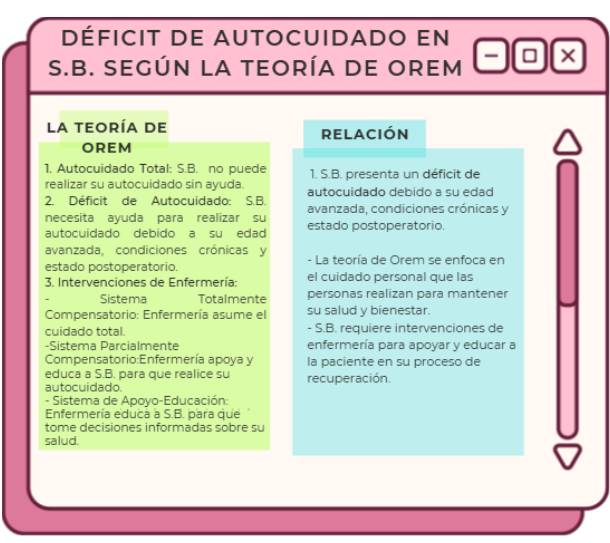 DÉFICIT DE AUTOCUIDADO EN
S.B. SEGÚN LA TEORÍA DE OREM
LA TEORÍA DE
OREM
1. Autocuidado Total: S.B. no puede
realizar su autocuidado sin ayuda.
2. Déficit de Autocuidado: S.B.
necesita ayuda para realizar su
autocuidado debido a su edad
avanzada, condiciones crónicas y
estado postoperatorio.
3. Intervenciones de Enfermería:
- Sistema Totalmente
Compensatorio: Enfermería asume el
cuidado total.
-Sistema Parcialmente
Compensatorio:Enfermería apoya y
educa a S.B. para que realice su
autocuidado.
- Sistema de Apoyo-Educación:
Enfermería educa a S.B. para que
tome decisiones informadas sobre su
salud.
RELACIÓN
1. S.B. presenta un déficit de
autocuidado debido a su edad
avanzada, condiciones crónicas y
estado postoperatorio.
- La teoría de Orem se enfoca en
el cuidado personal que las
personas realizan para mantener
su salud y bienestar.
- S.B. requiere intervenciones de
enfermería para apoyar y educar a
la paciente en su proceso de
recuperación.